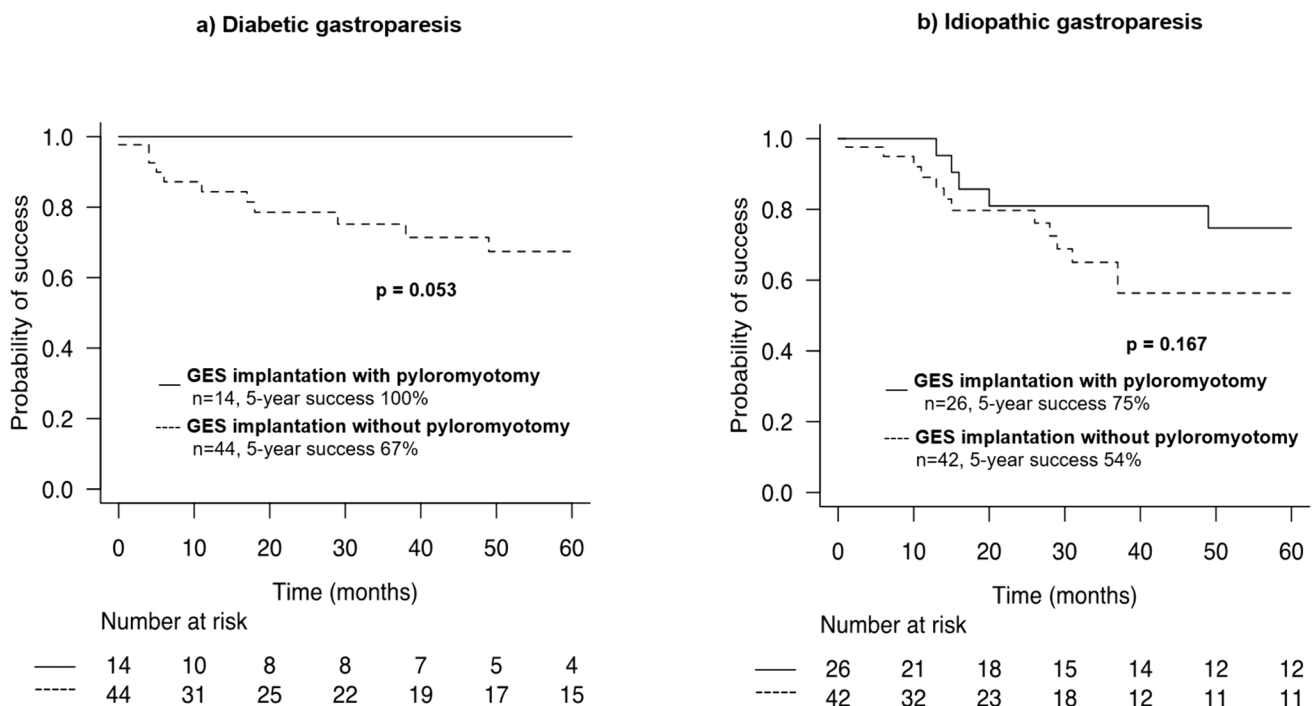 a) Diabetic gastroparesis
Probability of success
1.0
0.8
0.6
0.4
0.2
0.0
p = 0.053
GES implantation with pyloromyotomy
n=14, 5-year success 100%
GES implantation without pyloromyotomy
n=44, 5-year success 67%
0 10 20 30 40 50 60
Time (months)
Number at risk
14 10 8 8 7 5 4
44 31 25 22 19 17 15
b) Idiopathic gastroparesis
Probability of success
1.0
0.8
0.6
0.4
0.2
0.0
p = 0.167
GES implantation with pyloromyotomy
n=26, 5-year success 75%
GES implantation without pyloromyotomy
n=42, 5-year success 54%
0 10 20 30 40 50 60
Time (months)
Number at risk
26 21 18 15 14 12 12
42 32 23 18 12 11 11